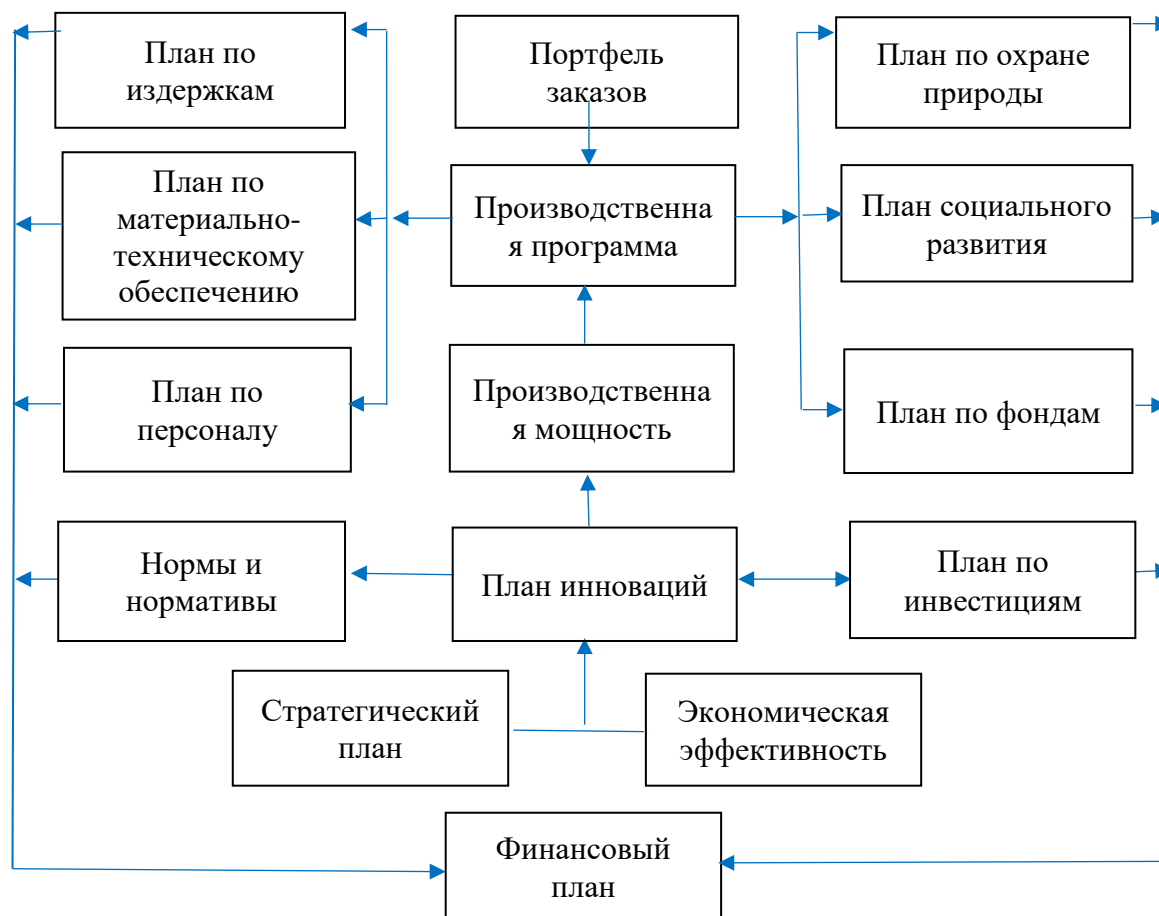 План по
издержкам
Портфель
заказов
План по охране
природы
План по
материально-
техническому
обеспечению
Производственна
я программа
План социального
развития
План по
персоналу
Производственна
я мощность
План по фондам
Нормы и
нормативы
План инноваций
План по
инвестициям
Стратегический
план
Экономическая
эффективность
Финансовый
план